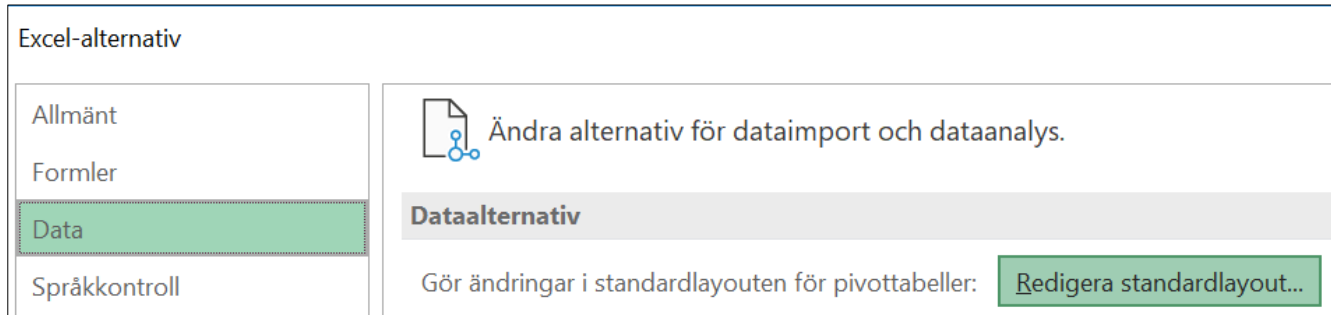 Excel-alternativ
Allmänt
Formler
Data
Språkkontroll
Ändra alternativ för dataimport och dataanalys.
Dataalternativ
Gör ändringar i standardlayouten för pivottabeller: Redigera standardlayout...